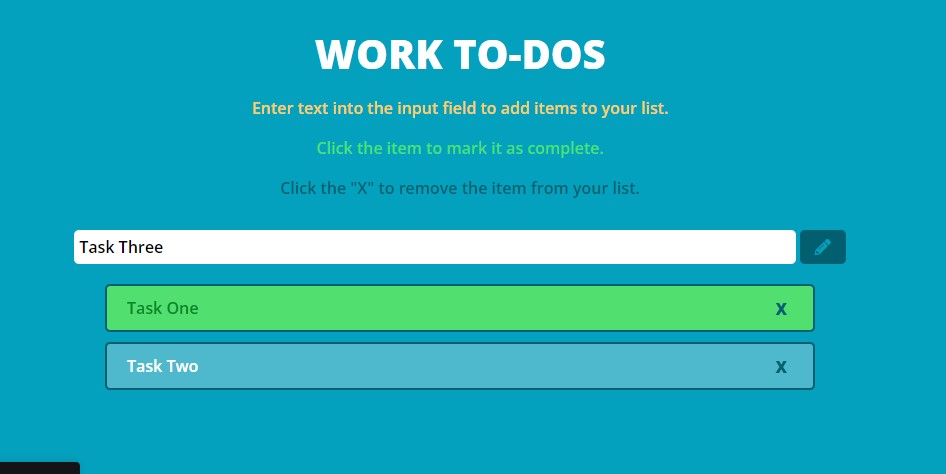 WORK TO-DOS
Enter text into the input field to add items to your list.
Click the item to mark it as complete.
Click the "X" to remove the item from your list.
Task Three
Task One X
Task Two X